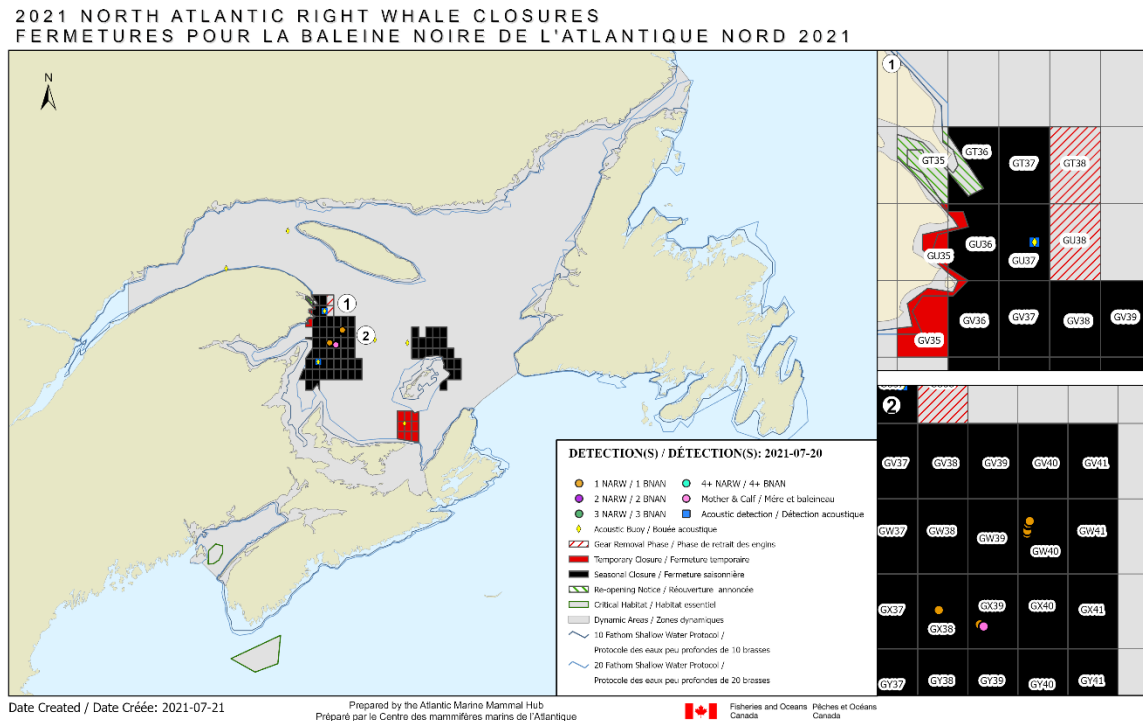 2021 NORTH ATLANTIC RIGHT WHALE CLOSURES
FERMETURES POUR LA BALEINE NOIRE DE L'ATLANTIQUE NORD 2021
N
1
2
DETECTION(S) / DÉTECTION(S): 2021-07-20
1 NARW / 1 BNAN
4+ NARW / 4+ BNAN
2 NARW / 2 BNAN
Mother & Calf / Mére et baleineau
3 NARW / 3 BNAN
Acoustic detection / Détection acoustique
Acoustic Buoy / Bouée acoustique
Gear Removal Phase / Phase de retrait des engins
Temporary Closure / Fermeture temporaire
Seasonal Closure / Fermeture saisonnière
Re-opening Notice / Réouverture annoncée
Critical Habitat / Habitat essentiel
Dynamic Areas / Zones dynamiques
10 Fathom Shallow Water Protocol /
Protocole des eaux peu profondes de 10 brasses
20 Fathom Shallow Water Protocol /
Protocole des eaux peu profondes de 20 brasses
1
GT35 GT36 GT37 GT38
GU35 GU36 GU37 GU38
GV35 GV36 GV37 GV38 GV39
2
GV37 GV38 GV39 GV40 GV41
GW37 GW38 GW39 GW40 GW41
GX37 GX38 GX39 GX40 GX41
GY37 GY38 GY39 GY40 GY41
Date Created / Date Créée: 2021-07-21
Prepared by the Atlantic Marine Mammal Hub
Préparé par le Centre des mammifères marins de l'Atlantique
Fisheries and Oceans Pêches et Océans
Canada Canada